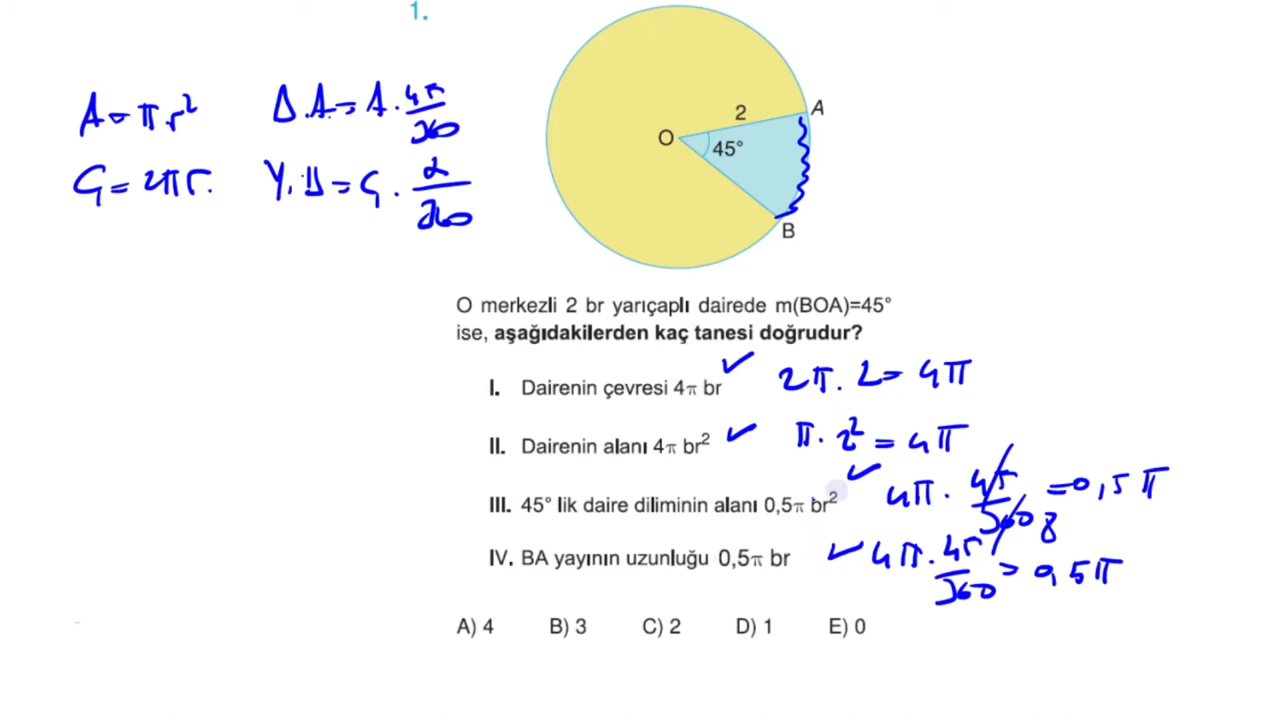 1.
A = πr²
D.A = A · 45/360
Ç = 2πr
Y.U = Ç · α/360
2
A
O
45°
B
O merkezli 2 br yarıçaplı dairede m(BOA)=45°
ise, aşağıdakilerden kaç tanesi doğrudur?
I. Dairenin çevresi 4π br ✓ 2π · 2 = 4π
II. Dairenin alanı 4π br² ✓ π · 2² = 4π
III. 45° lik daire diliminin alanı 0,5π br² ✓ 4π · 45/360 = 0,5π
8
IV. BA yayının uzunluğu 0,5π br ✓ 4π · 45/360 = 0,5π
A) 4 B) 3 C) 2 D) 1 E) 0